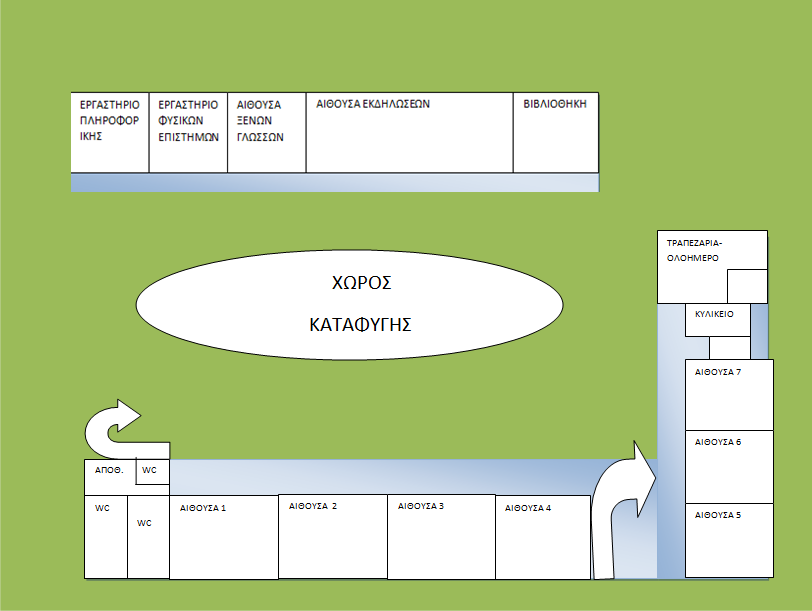 ΕΡΓΑΣΤΗΡΙΟ
ΠΛΗΡΟΦΟΡ
ΙΚΗΣ
ΕΡΓΑΣΤΗΡΙΟ
ΦΥΣΙΚΩΝ
ΕΠΙΣΤΗΜΩΝ
ΑΙΘΟΥΣΑ
ΞΕΝΩΝ
ΓΛΩΣΣΩΝ
ΑΙΘΟΥΣΑ ΕΚΔΗΛΩΣΕΩΝ
ΒΙΒΛΙΟΘΗΚΗ
ΤΡΑΠΕΖΑΡΙΑ-
ΟΛΟΗΜΕΡΟ
ΧΩΡΟΣ
ΚΑΤΑΦΥΓΗΣ
ΚΥΛΙΚΕΙΟ
ΑΙΘΟΥΣΑ 7
ΑΙΘΟΥΣΑ 6
ΑΙΘΟΥΣΑ 5
ΑΠΟΘ.
WC
WC
WC
ΑΙΘΟΥΣΑ 1
ΑΙΘΟΥΣΑ 2
ΑΙΘΟΥΣΑ 3
ΑΙΘΟΥΣΑ 4